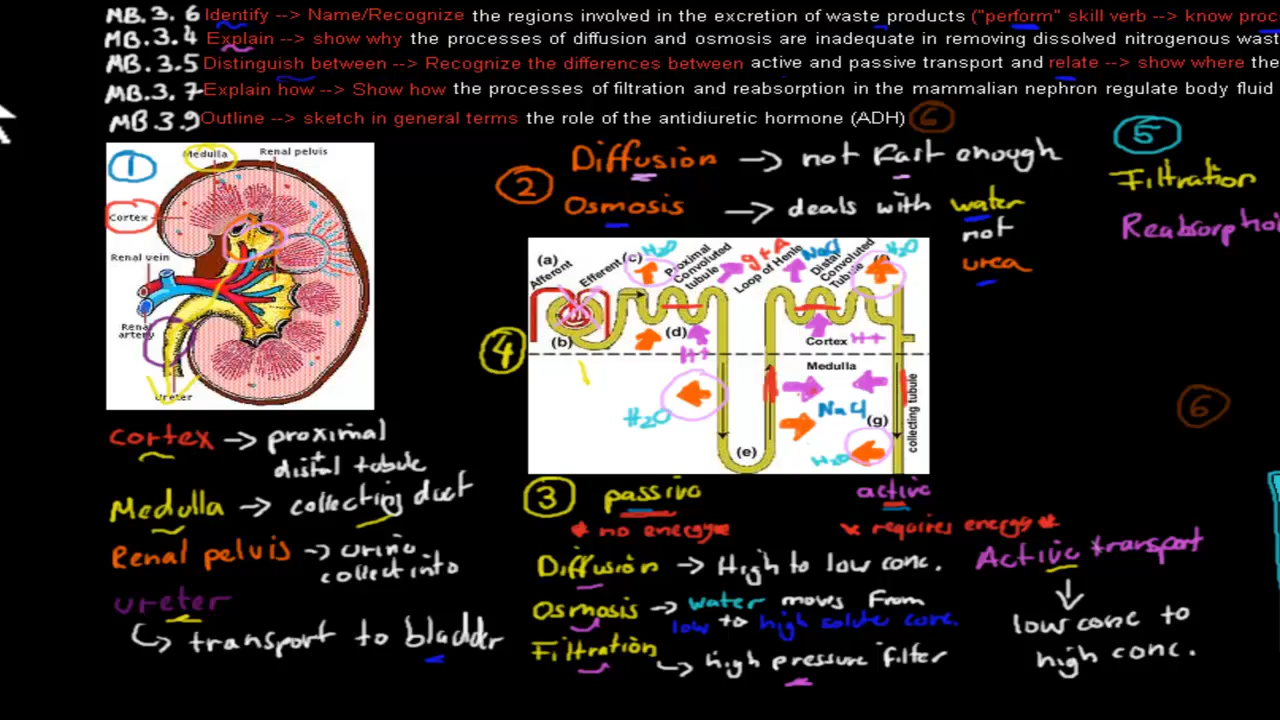 MB.3.6 Identify --> Name/Recognize the regions involved in the excretion of waste products ("perform" skill verb --> know proc
MB.3.4 Explain --> show why the processes of diffusion and osmosis are inadequate in removing dissolved nitrogenous wast
MB.3.5 Distinguish between --> Recognize the differences between active and passive transport and relate --> show where the
MB.3.7 Explain how --> Show how the processes of filtration and reabsorption in the mammalian nephron regulate body fluid
MB.3.9 Outline --> sketch in general terms the role of the antidiuretic hormone (ADH) 6
1
Medulla
Renal pelvis
Cortex
Renal vein
Renal artery
Ureter
cortex -> proximal
+
distal tubule
Medulla -> collecting duct
Renal pelvis -> urine
collect into
ureter
-> transport to bladder
2
Diffusion -> not fast enough
Osmosis -> deals with water
not
urea
4
(a)
Afferent
Efferent
(b)
(c)
H2O
Proximal
Convoluted
tubule
(d)
H+
g + A
Loop of Henle
NaCl
Distal
Convoluted
Tubule
H2O
Cortex
H+
Medulla
H2O
NaCl
(e)
(g)
H2O
collecting tubule
3
passive
active
* no energy *
* requires energy *
Diffusion -> High to low conc.
Osmosis -> water moves from
low to high solute conc.
Filtration
-> high pressure filter
Active transport
low conc to
high conc.
5
Filtration
6